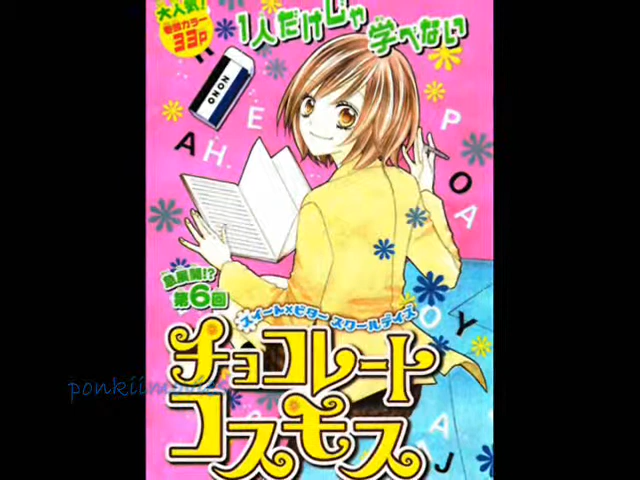 大人気!
巻頭カラー
33P
1人だけじゃ
学べない
NONO
E
P
A
H.
O
A
急展開!?
第6回
スイート×ビター スクールデイズ
O
Y
チョコレート
コスモス
A
J